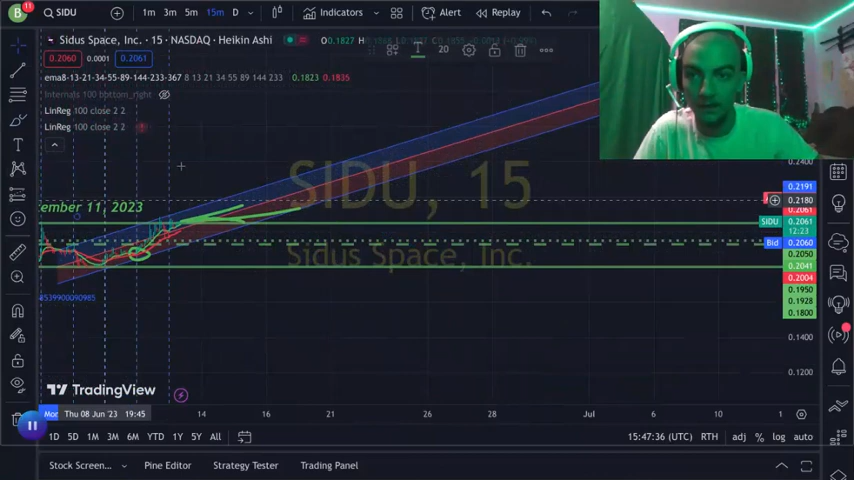 B 11 SIDU 1m 3m 5m 15m D Indicators Alert Replay
Sidus Space, Inc. · 15 · NASDAQ · Heikin Ashi O0.1827
0.2060 0.0001 0.2061
T 20
ema8-13-21-34-55-89-144-233-367 8 13 21 34 55 89 144 233 0.1823 0.1835
Internals 100 bottom_right
LinReg 100 close 2 2
LinReg 100 close 2 2
SIDU, 15
Sidus Space, Inc.
ember 11, 2023
0.2400
0.2191
0.2180
0.2061
SIDU 0.2061
12:23
Bid 0.2060
0.2050
0.2041
0.2004
0.1950
0.1928
0.1800
0.1400
0.1200
8539900090985
TradingView
Mor Thu 08 Jun '23 19:45 14 16 21 26 28 Jul 6 10 1
1D 5D 1M 3M 6M YTD 1Y 5Y All 15:47:36 (UTC) RTH adj % log auto
Stock Screen... Pine Editor Strategy Tester Trading Panel